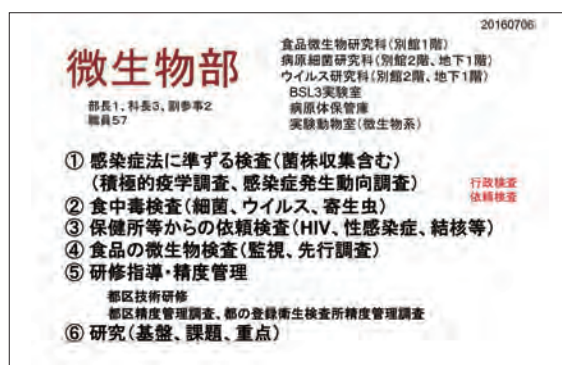 20160706
微生物部
部長1、科長3、副参事2
職員57
食品微生物研究科(別館1階)
病原細菌研究科(別館2階、地下1階)
ウイルス研究科(別館2階、地下1階)
BSL3実験室
病原体保管庫
実験動物室(微生物系)
① 感染症法に準ずる検査(菌株収集含む)
(積極的疫学調査、感染症発生動向調査)
行政検査
依頼検査
② 食中毒検査(細菌、ウイルス、寄生虫)
③ 保健所等からの依頼検査(HIV、性感染症、結核等)
④ 食品の微生物検査(監視、先行調査)
⑤ 研修指導・精度管理
都区技術研修
都区精度管理調査、都の登録衛生検査所精度管理調査
⑥ 研究(基盤、課題、重点)